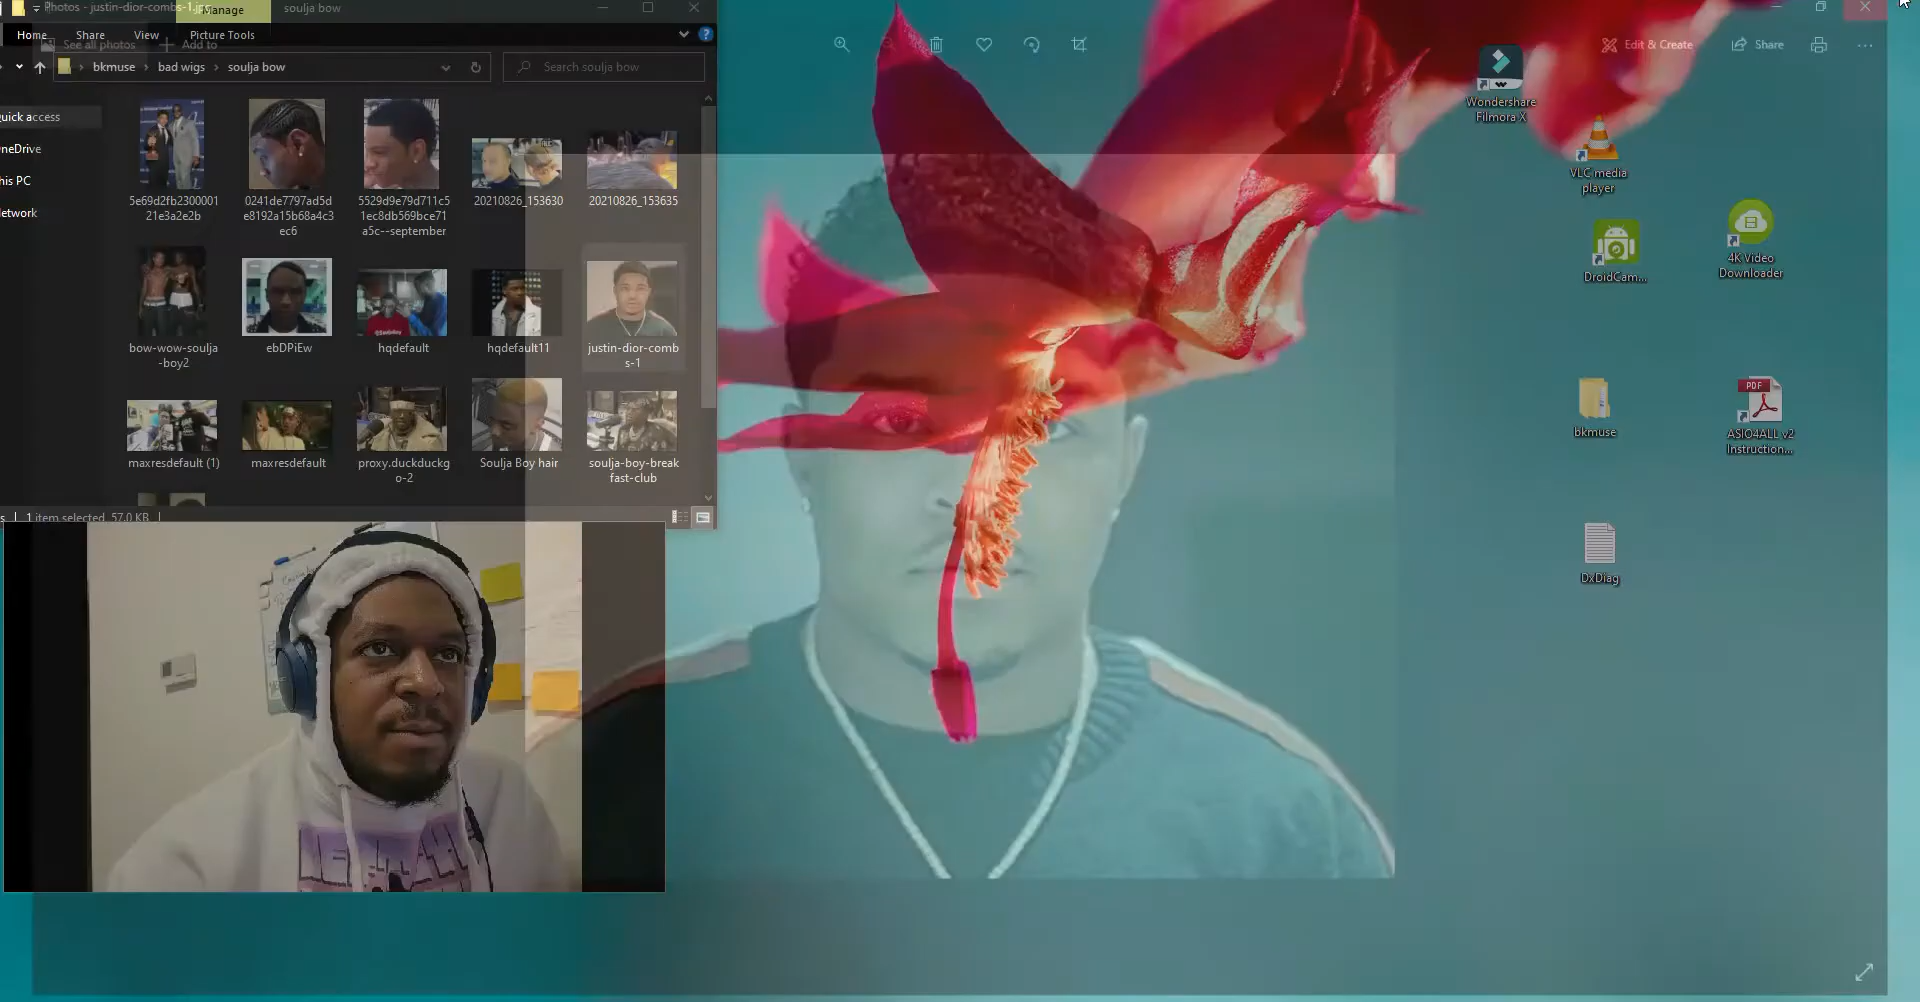 Photos - justin-dior-combs-1.jpg
Manage
soulja bow
Home
Share
View
Picture Tools
See all photos
Add to
Edit & Create
Share
bkmuse
bad wigs
soulja bow
Search soulja bow
uick access
neDrive
his PC
etwork
5e69d2fb2300001
21e3a2e2b
0241de7797ad5d
e8192a15b68a4c3
ec6
5529d9e79d711c5
1ec8db569bce71
a5c--september
20210826_153630
20210826_153635
bow-wow-soulja
-boy2
ebDPiEw
hqdefault
hqdefault11
justin-dior-comb
s-1
maxresdefault (1)
maxresdefault
proxy.duckduckg
o-2
Soulja Boy hair
soulja-boy-break
fast-club
s
1 item selected  57.0 KB
Wondershare
Filmora X
VLC media
player
DroidCam...
4K Video
Downloader
bkmuse
PDF
ASIO4ALL v2
Instruction...
DxDiag